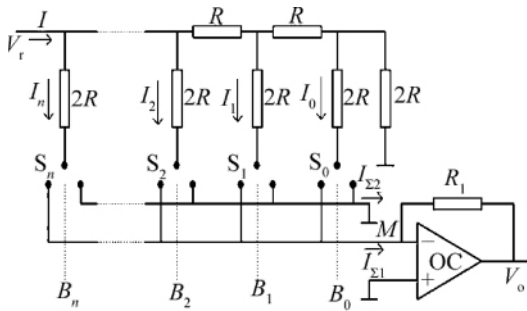 I R R
V_r
I_n 2R I_2 2R I_1 2R I_0 2R 2R
S_n S_2 S_1 S_0 I_Σ2 R_1
M − OC
I_Σ1 + V_o
B_n B_2 B_1 B_0